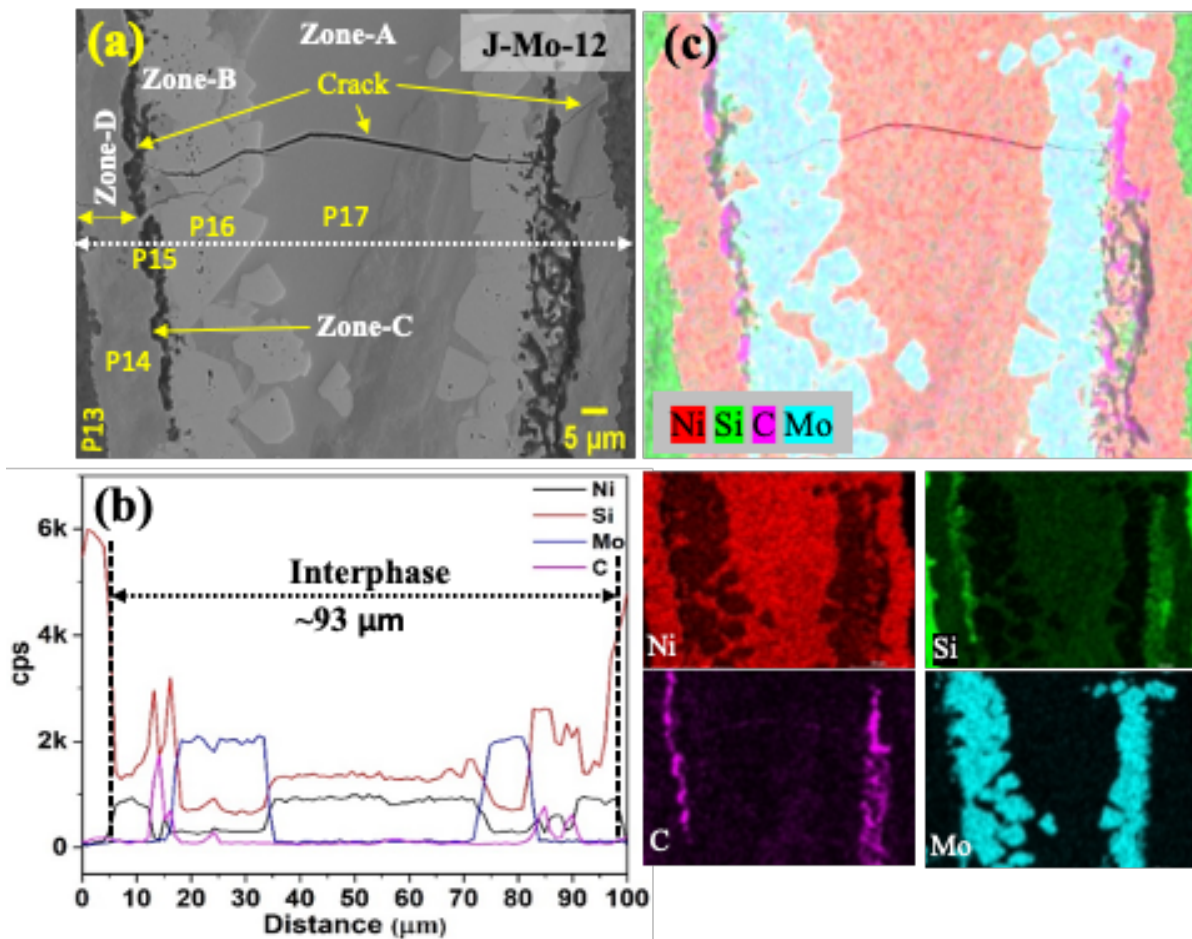 (a)
Zone-A
J-Mo-12
Zone-B
Crack
Zone-D
P16
P17
P15
Zone-C
P14
P13
5 µm
(c)
Ni Si C Mo
(b)
Ni
Si
Mo
C
6k
4k
2k
0
cps
Interphase
~93 µm
0 10 20 30 40 50 60 70 80 90 100
Distance (µm)
Ni
Si
C
Mo